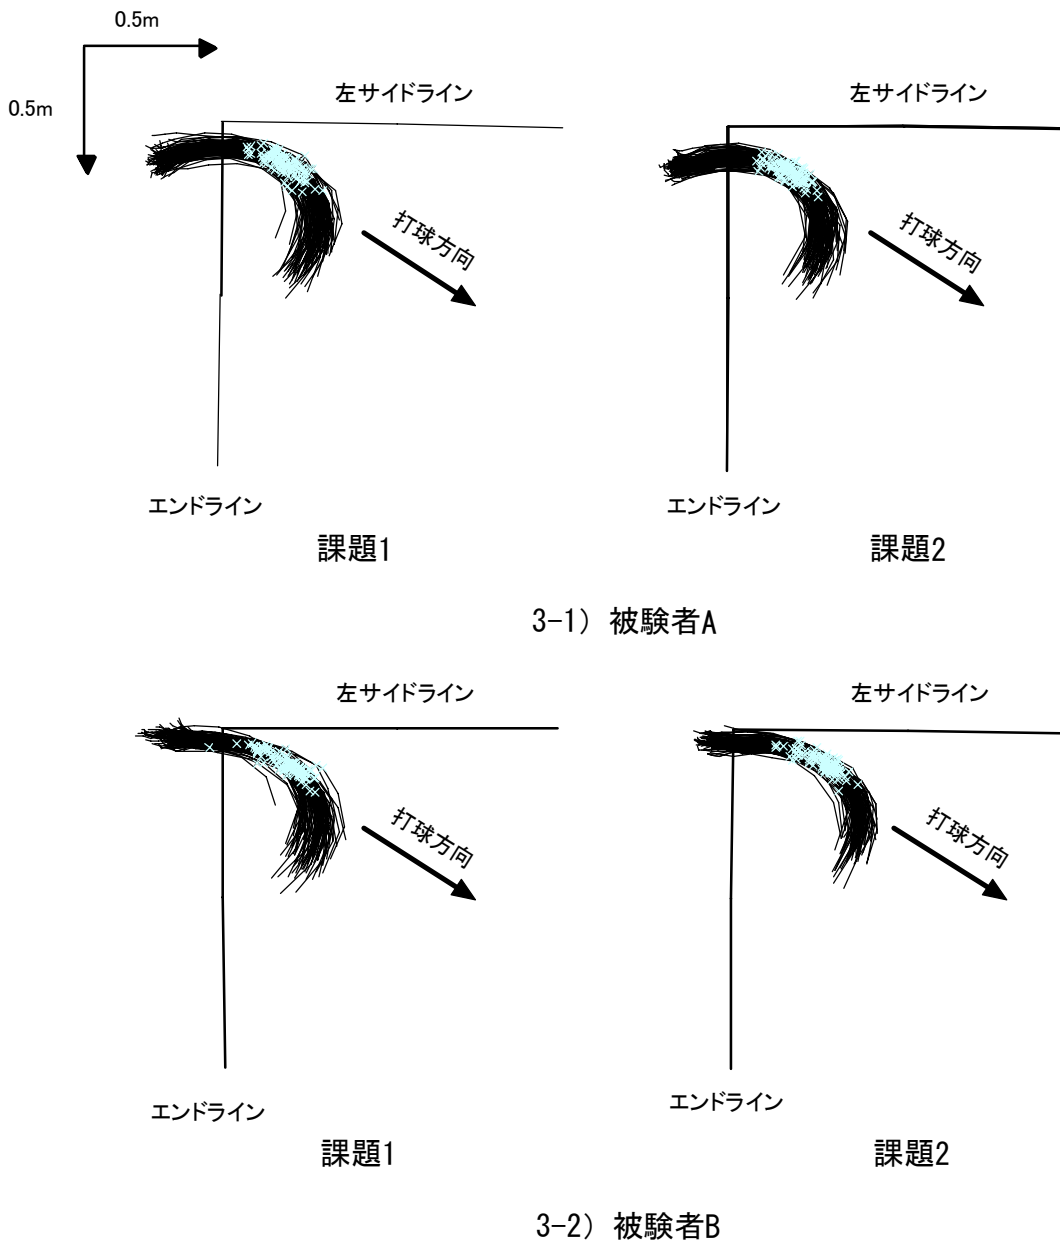 0.5m
0.5m
左サイドライン
左サイドライン
打球方向
打球方向
エンドライン
エンドライン
課題1
課題2
3-1) 被験者A
左サイドライン
左サイドライン
打球方向
打球方向
エンドライン
エンドライン
課題1
課題2
3-2) 被験者B